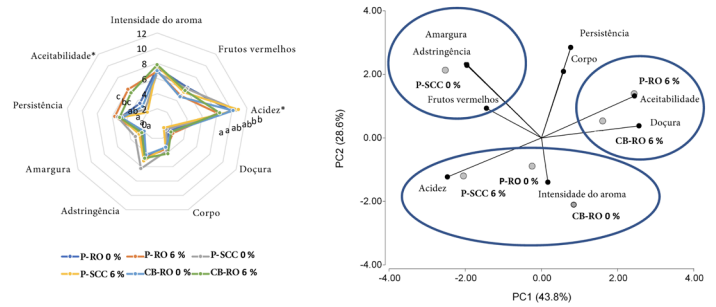 Intensidade do aroma
12
10
8
6
4
2
0
Frutos vermelhos
Aceitabilidade*
Acidez*
Persistência
Doçura
Amargura
Corpo
Adstringência
c
bc
ab
a
a a abab b b
P-RO 0 %
P-RO 6 %
P-SCC 0 %
P-SCC 6 %
CB-RO 0 %
CB-RO 6 %
4.00
2.00
0.00
-2.00
-4.00
PC2 (28.6%)
Amargura
Adstringência
P-SCC 0 %
Frutos vermelhos
Persistência
Corpo
P-RO 6 %
Aceitabilidade
Doçura
CB-RO 6 %
Acidez
P-SCC 6 %
P-RO 0 %
Intensidade do aroma
CB-RO 0 %
-4.00
-2.00
0.00
2.00
4.00
PC1 (43.8%)